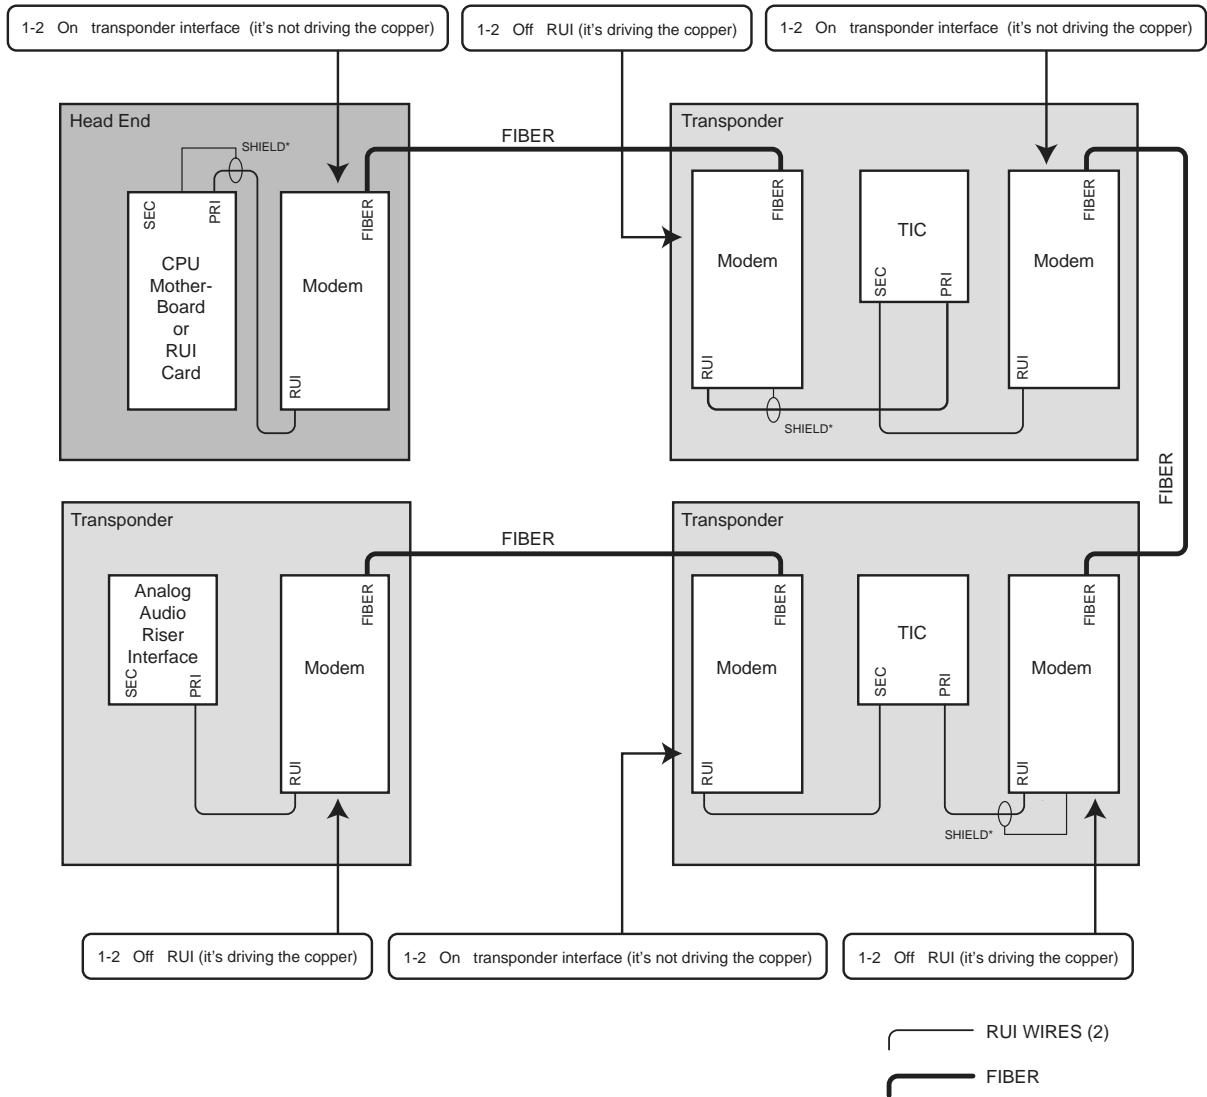 1-2 On transponder interface (it's not driving the copper)
1-2 Off RUI (it's driving the copper)
1-2 On transponder interface (it's not driving the copper)
Head End
SHIELD*
SEC
PRI
CPU
Mother-
Board
or
RUI
Card
FIBER
Modem
RUI
FIBER
Transponder
FIBER
Modem
RUI
SHIELD*
TIC
SEC
PRI
FIBER
Modem
RUI
FIBER
Transponder
Analog
Audio
Riser
Interface
SEC
PRI
FIBER
Modem
RUI
FIBER
Transponder
FIBER
Modem
RUI
TIC
SEC
PRI
FIBER
Modem
RUI
SHIELD*
1-2 Off RUI (it's driving the copper)
1-2 On transponder interface (it's not driving the copper)
1-2 Off RUI (it's driving the copper)
RUI WIRES (2)
FIBER